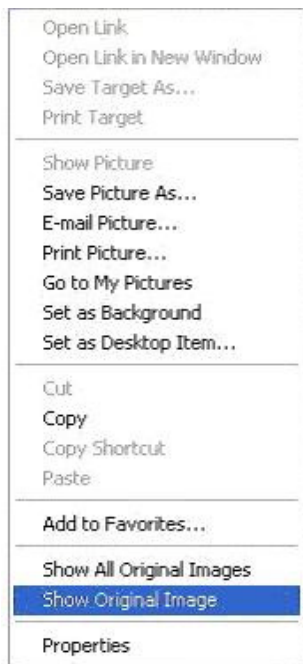 Open Link
Open Link in New Window
Save Target As...
Print Target
Show Picture
Save Picture As...
E-mail Picture...
Print Picture...
Go to My Pictures
Set as Background
Set as Desktop Item...
Cut
Copy
Copy Shortcut
Paste
Add to Favorites...
Show All Original Images
Show Original Image
Properties